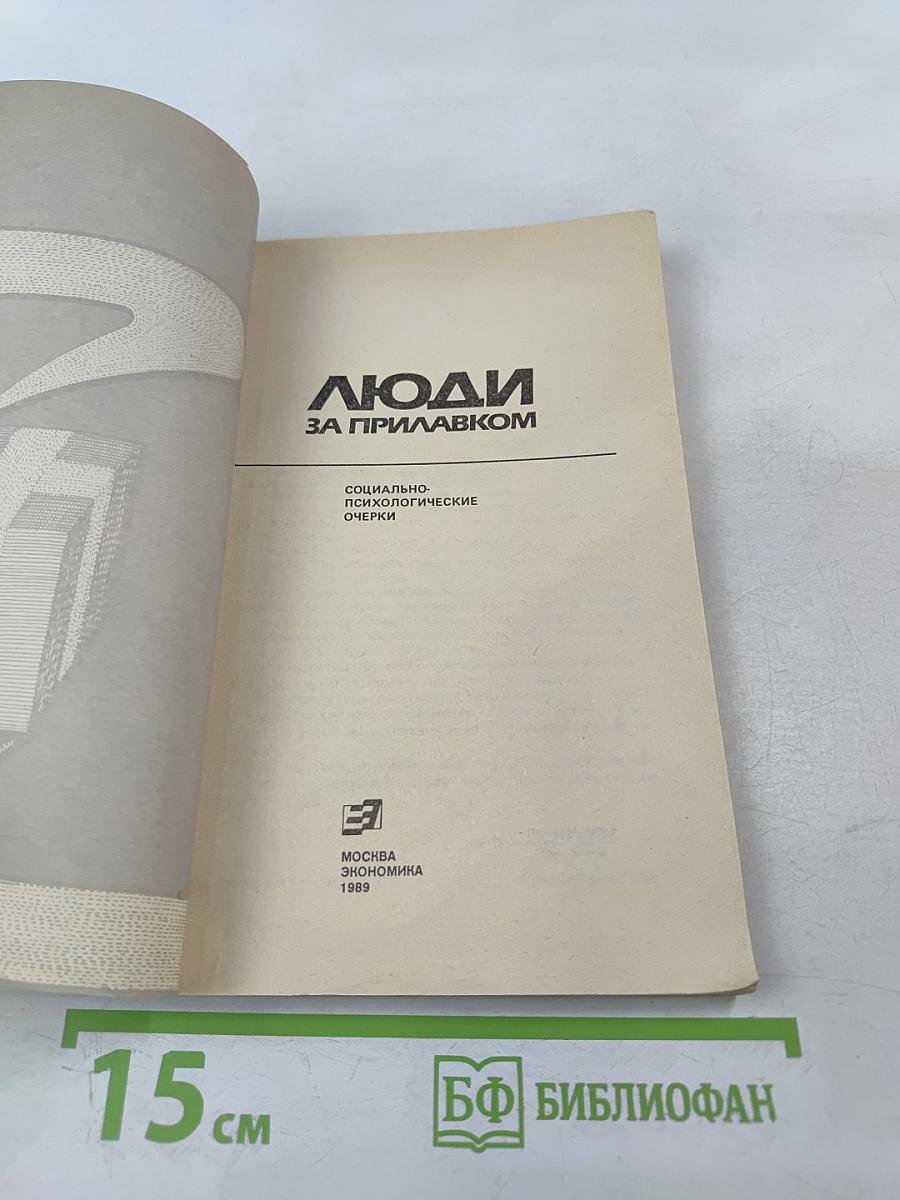 ЛЮДИ
ЗА ПРИЛАВКОМ
СОЦИАЛЬНО-
ПСИХОЛОГИЧЕСКИЕ
ОЧЕРКИ
МОСКВА
ЭКОНОМИКА
1989
15 см
БФ БИБЛИОФАН